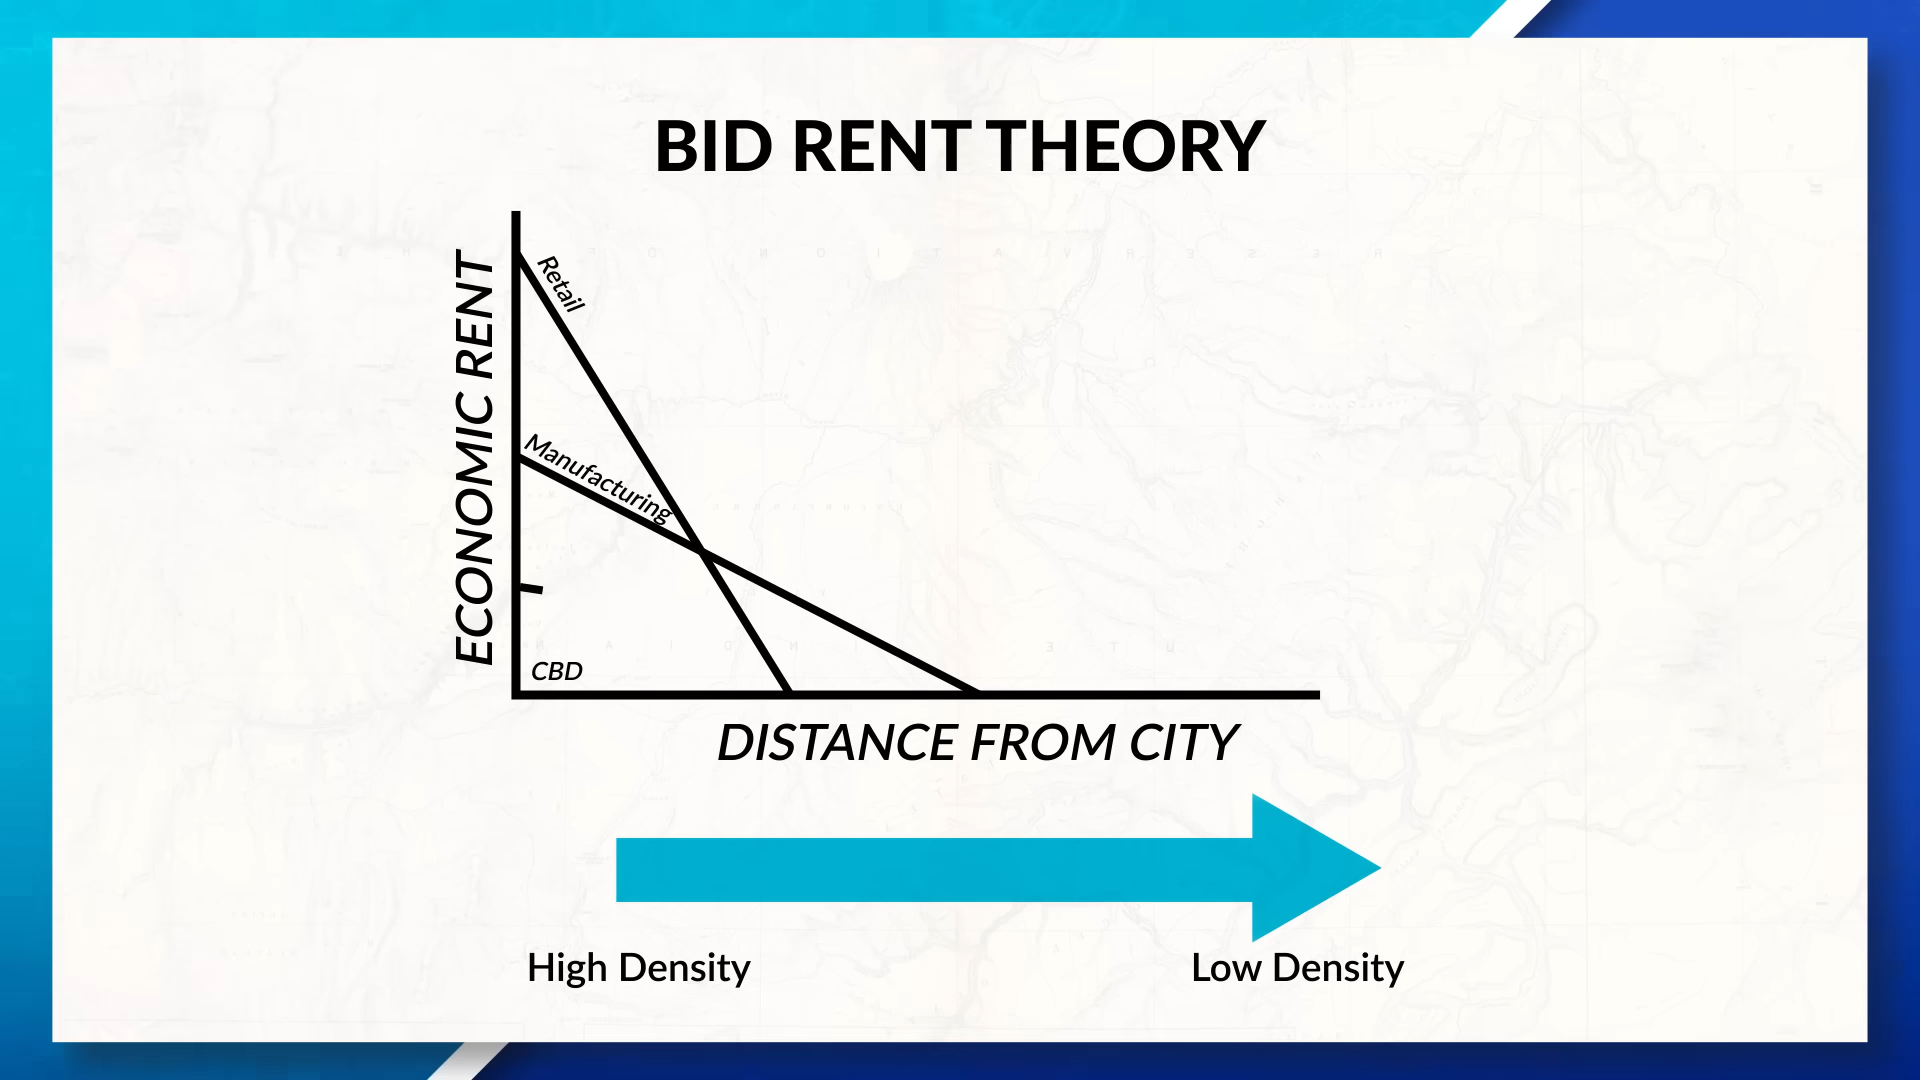 BID RENT THEORY
ECONOMIC RENT
Retail
Manufacturing
CBD
DISTANCE FROM CITY
High Density
Low Density